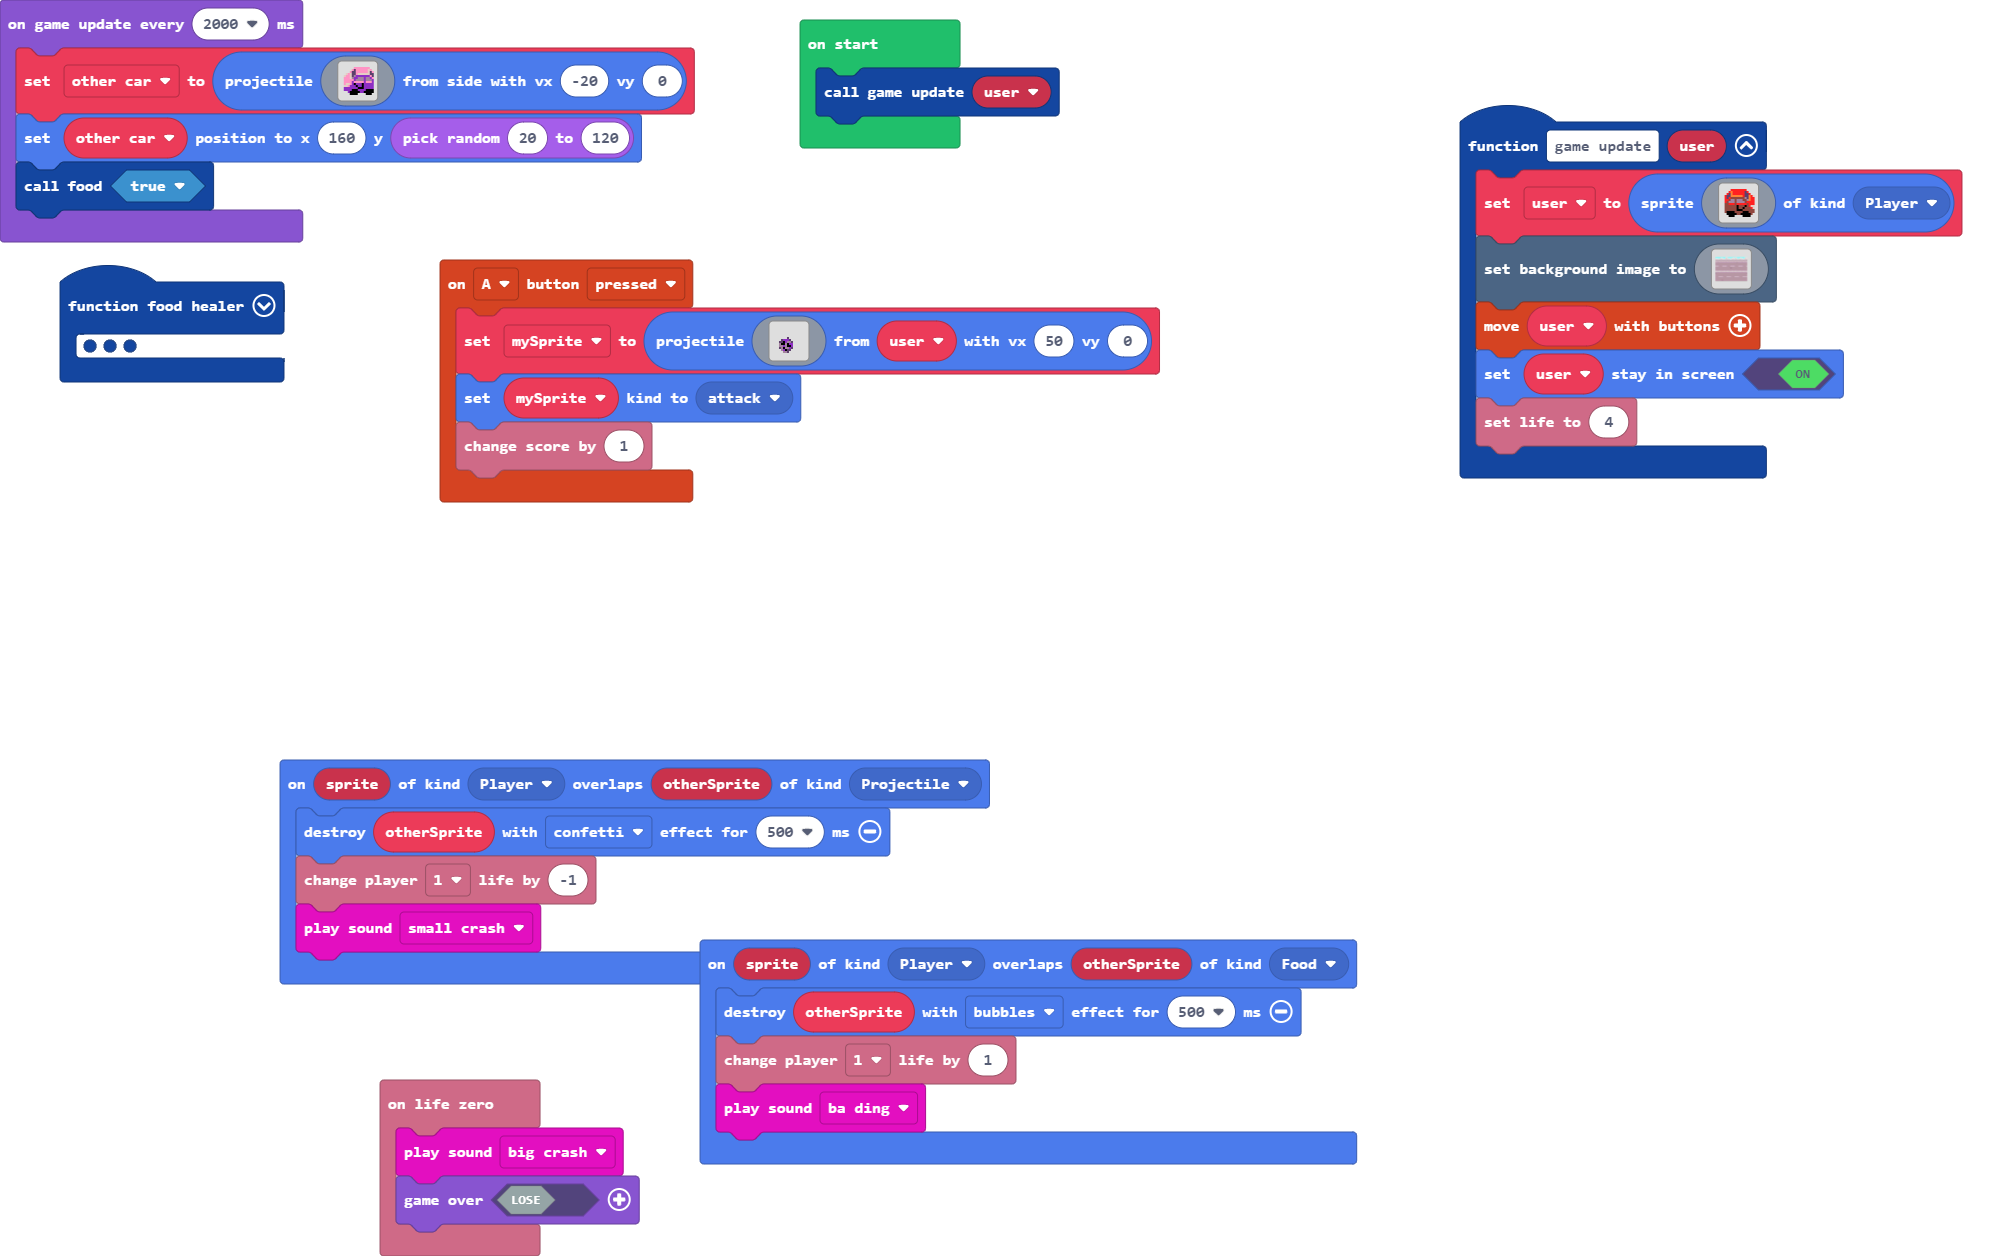 on game update every 2000 ms
set other car to projectile from side with vx -20 vy 0
set other car position to x 160 y pick random 20 to 120
call food true
on start
call game update user
function game update user
set user to sprite of kind Player
set background image to
move user with buttons
set user stay in screen ON
set life to 4
function food healer
on A button pressed
set mySprite to projectile from user with vx 50 vy 0
set mySprite kind to attack
change score by 1
on sprite of kind Player overlaps otherSprite of kind Projectile
destroy otherSprite with confetti effect for 500 ms
change player 1 life by -1
play sound small crash
on sprite of kind Player overlaps otherSprite of kind Food
destroy otherSprite with bubbles effect for 500 ms
change player 1 life by 1
play sound ba ding
on life zero
play sound big crash
game over LOSE